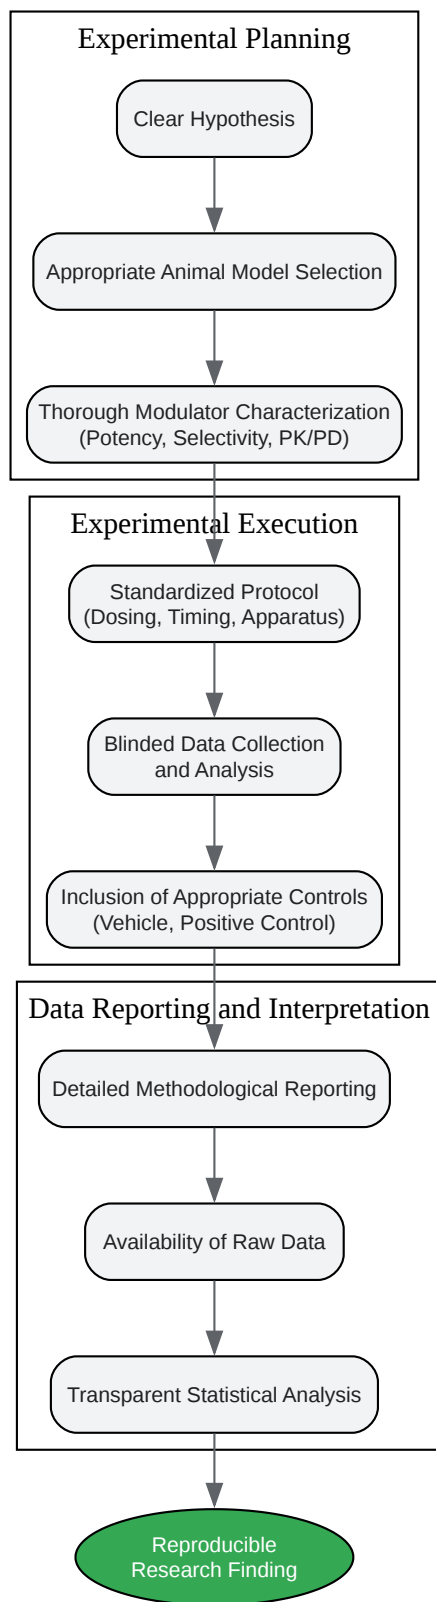 Experimental Planning
Clear Hypothesis
Appropriate Animal Model Selection
Thorough Modulator Characterization
(Potency, Selectivity, PK/PD)
Experimental Execution
Standardized Protocol
(Dosing, Timing, Apparatus)
Blinded Data Collection
and Analysis
Inclusion of Appropriate Controls
(Vehicle, Positive Control)
Data Reporting and Interpretation
Detailed Methodological Reporting
Availability of Raw Data
Transparent Statistical Analysis
Reproducible
Research Finding